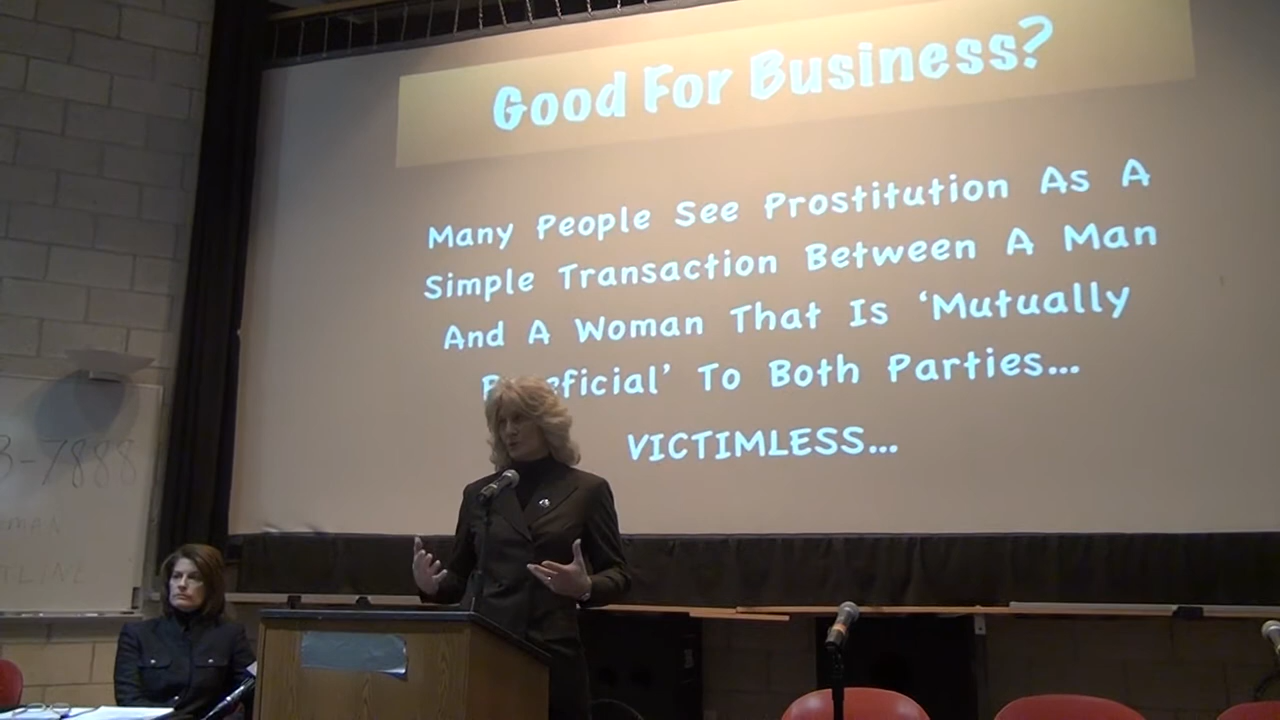 Good For Business?
Many People See Prostitution As A
Simple Transaction Between A Man
And A Woman That Is ‘Mutually
To Both Parties...
VICTIMLESS...
-7888